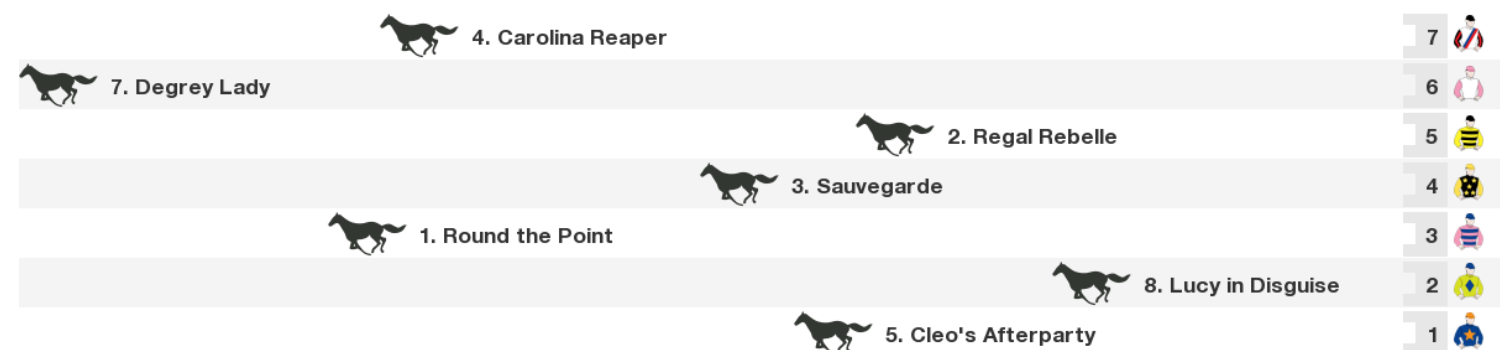 4. Carolina Reaper 7
7. Degrey Lady 6
2. Regal Rebelle 5
3. Sauvegarde 4
1. Round the Point 3
8. Lucy in Disguise 2
5. Cleo's Afterparty 1